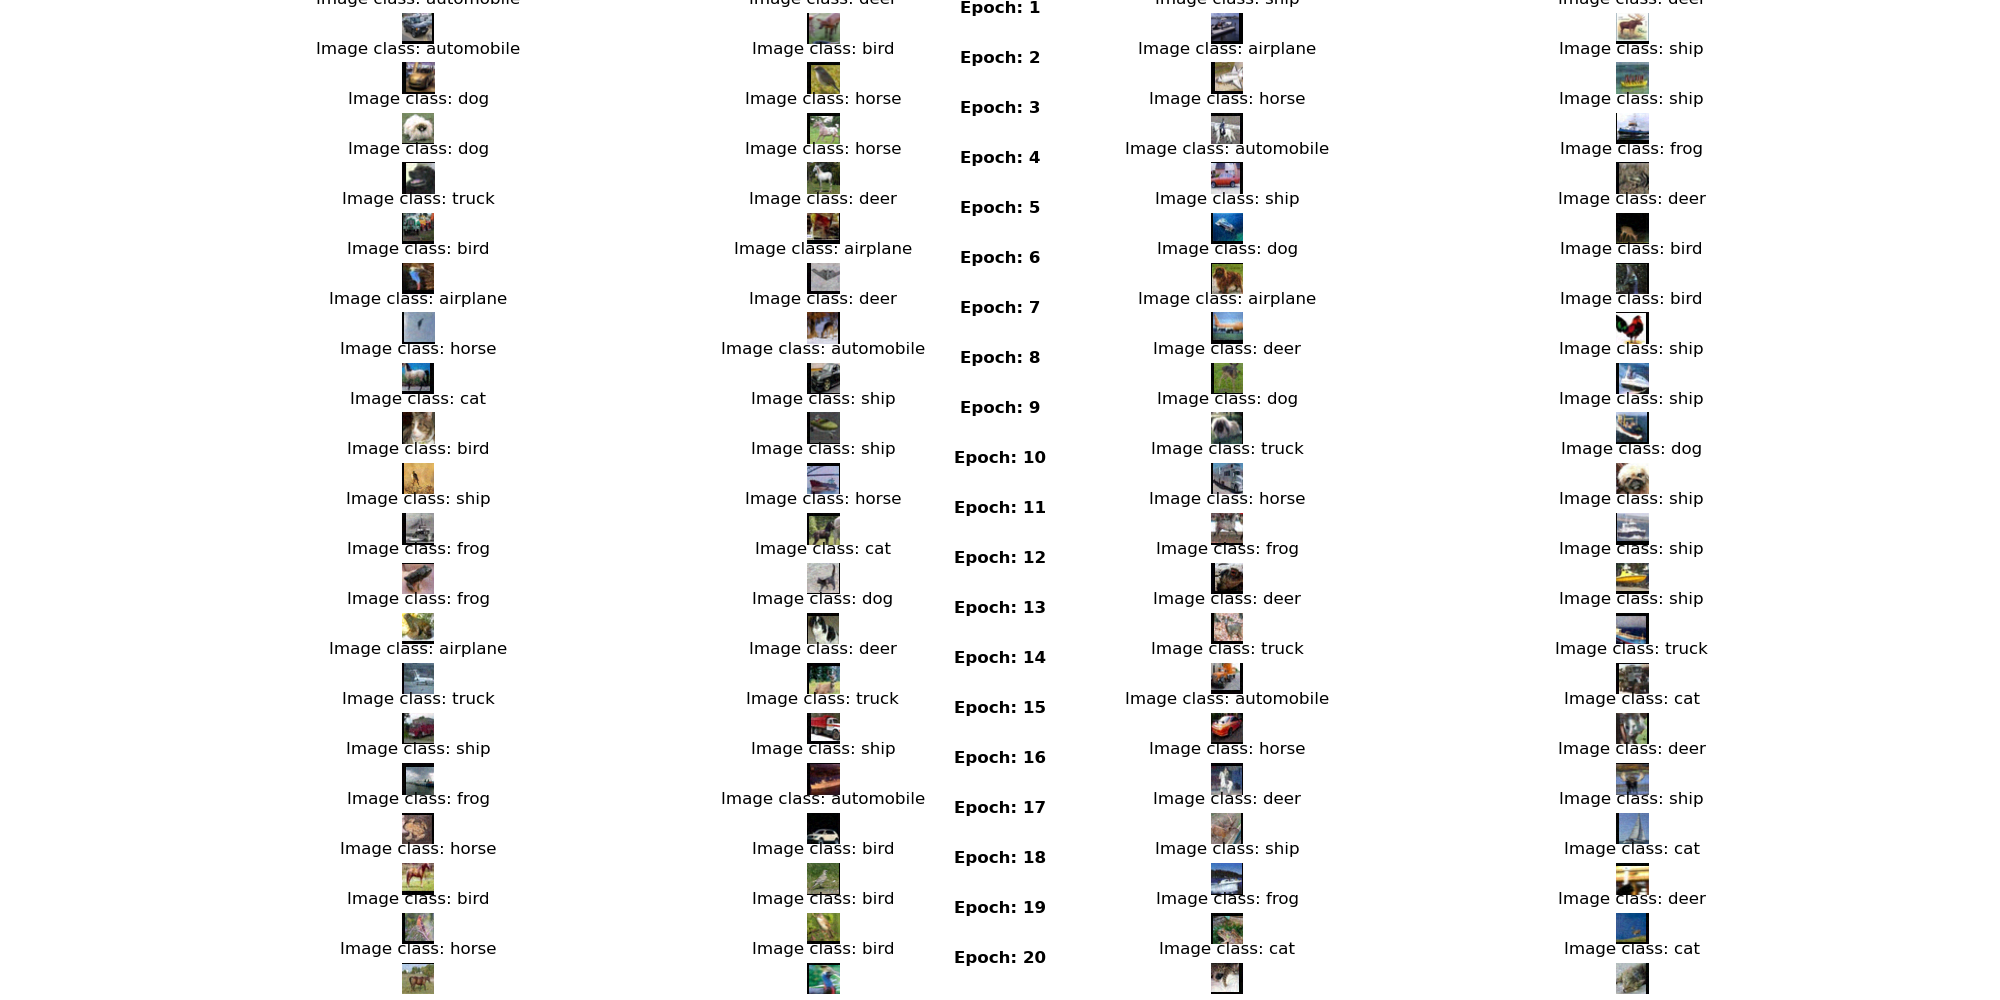 Image class: automobile Image class: deer Epoch: 1 Image class: ship Image class: deer
Image class: automobile Image class: bird Epoch: 2 Image class: airplane Image class: ship
Image class: dog Image class: horse Epoch: 3 Image class: horse Image class: ship
Image class: dog Image class: horse Epoch: 4 Image class: automobile Image class: frog
Image class: truck Image class: deer Epoch: 5 Image class: ship Image class: deer
Image class: bird Image class: airplane Epoch: 6 Image class: dog Image class: bird
Image class: airplane Image class: deer Epoch: 7 Image class: airplane Image class: bird
Image class: horse Image class: automobile Epoch: 8 Image class: deer Image class: ship
Image class: cat Image class: ship Epoch: 9 Image class: dog Image class: ship
Image class: bird Image class: ship Epoch: 10 Image class: truck Image class: dog
Image class: ship Image class: horse Epoch: 11 Image class: horse Image class: ship
Image class: frog Image class: cat Epoch: 12 Image class: frog Image class: ship
Image class: frog Image class: dog Epoch: 13 Image class: deer Image class: ship
Image class: airplane Image class: deer Epoch: 14 Image class: truck Image class: truck
Image class: truck Image class: truck Epoch: 15 Image class: automobile Image class: cat
Image class: ship Image class: ship Epoch: 16 Image class: horse Image class: deer
Image class: frog Image class: automobile Epoch: 17 Image class: deer Image class: ship
Image class: horse Image class: bird Epoch: 18 Image class: ship Image class: cat
Image class: bird Image class: bird Epoch: 19 Image class: frog Image class: deer
Image class: horse Image class: bird Epoch: 20 Image class: cat Image class: cat